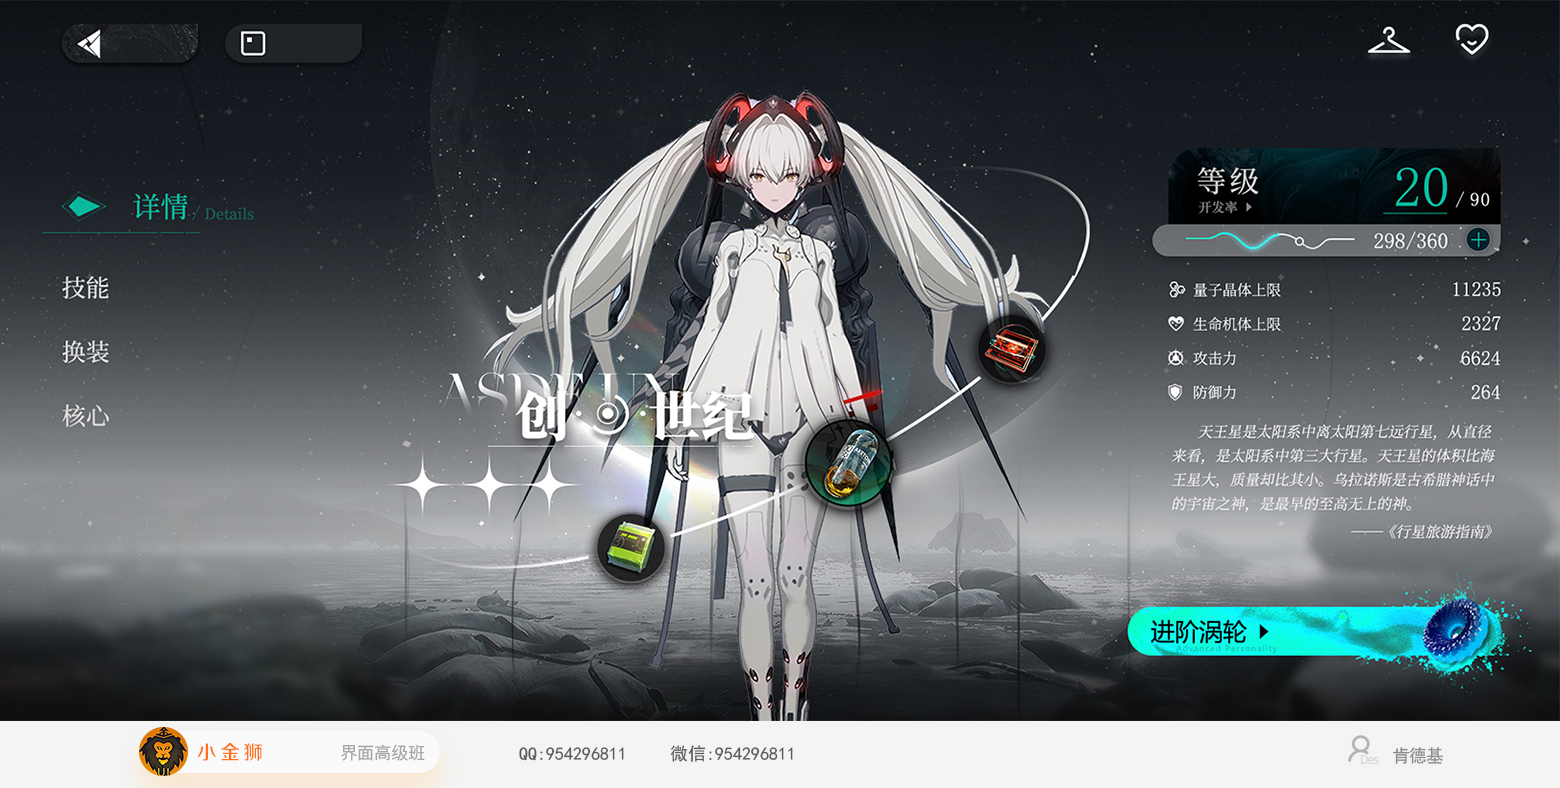 详情 / Details
技能
换装
核心
ASDFUN
创世纪
等级 20 / 90
开发率
298/360
量子晶体上限 11235
生命机体上限 2327
攻击力 6624
防御力 264
天王星是太阳系中离太阳第七远行星，从直径
来看，是太阳系中第三大行星。天王星的体积比海
王星大，质量却比其小。乌拉诺斯是古希腊神话中
的宇宙之神，是最早的至高无上的神。
——《行星旅游指南》
进阶涡轮
Advanced Personality
小金狮 界面高级班 QQ:954296811 微信:954296811 Des 肯德基